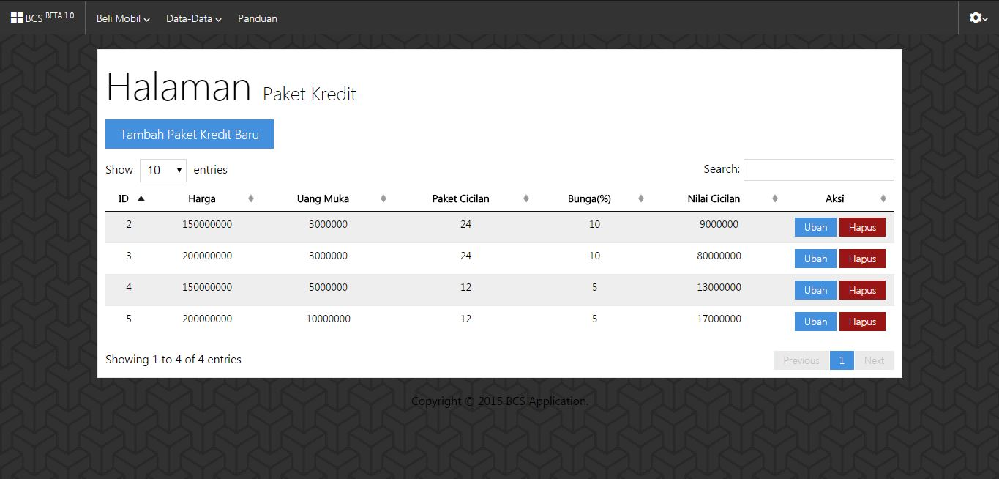 BCS BETA 1.0 Beli Mobil Data-Data Panduan
Halaman Paket Kredit
Tambah Paket Kredit Baru
Show 10 entries Search:
ID Harga Uang Muka Paket Cicilan Bunga(%) Nilai Cicilan Aksi
2 150000000 3000000 24 10 9000000 Ubah Hapus
3 200000000 3000000 24 10 80000000 Ubah Hapus
4 150000000 5000000 12 5 13000000 Ubah Hapus
5 200000000 10000000 12 5 17000000 Ubah Hapus
Showing 1 to 4 of 4 entries Previous 1 Next
Copyright © 2015 BCS Application.